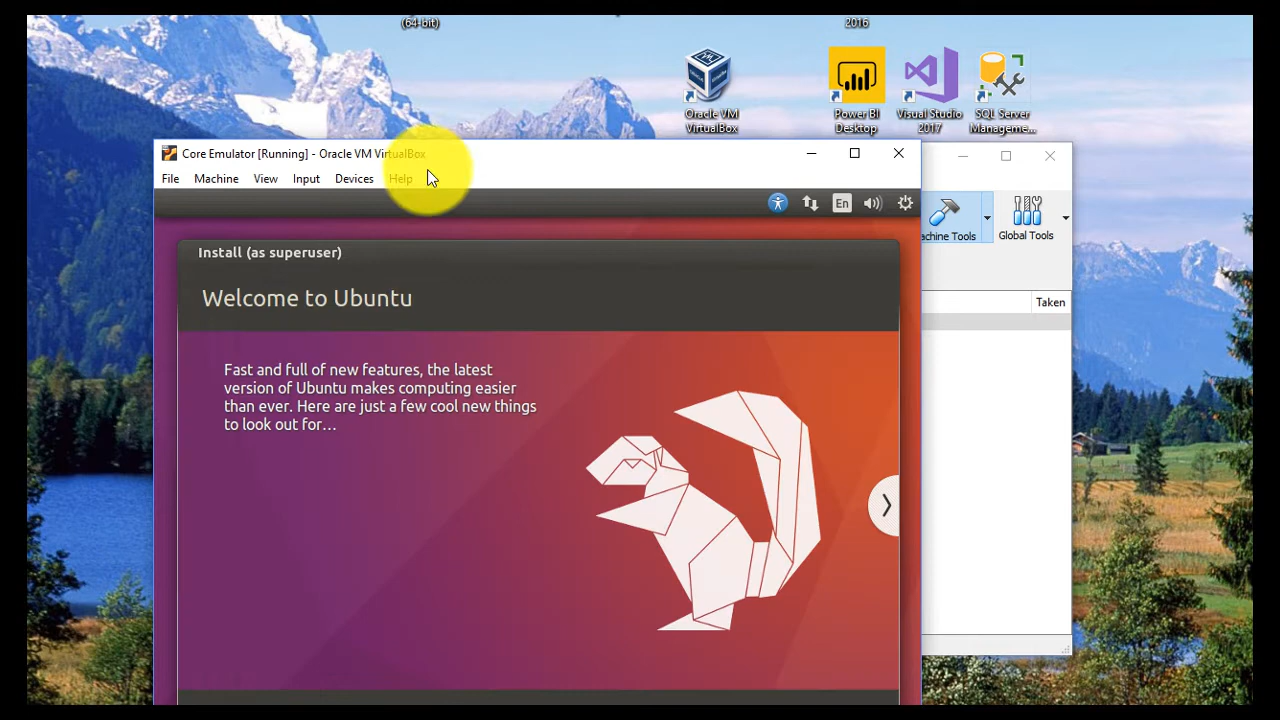 (64-bit)
2016
Oracle VM
VirtualBox
Power BI
Desktop
Visual Studio
2017
SQL Server
Manageme...
Core Emulator [Running] - Oracle VM VirtualBox
File Machine View Input Devices Help
En
achine Tools
Global Tools
Install (as superuser)
Welcome to Ubuntu
Taken
Fast and full of new features, the latest
version of Ubuntu makes computing easier
than ever. Here are just a few cool new things
to look out for…